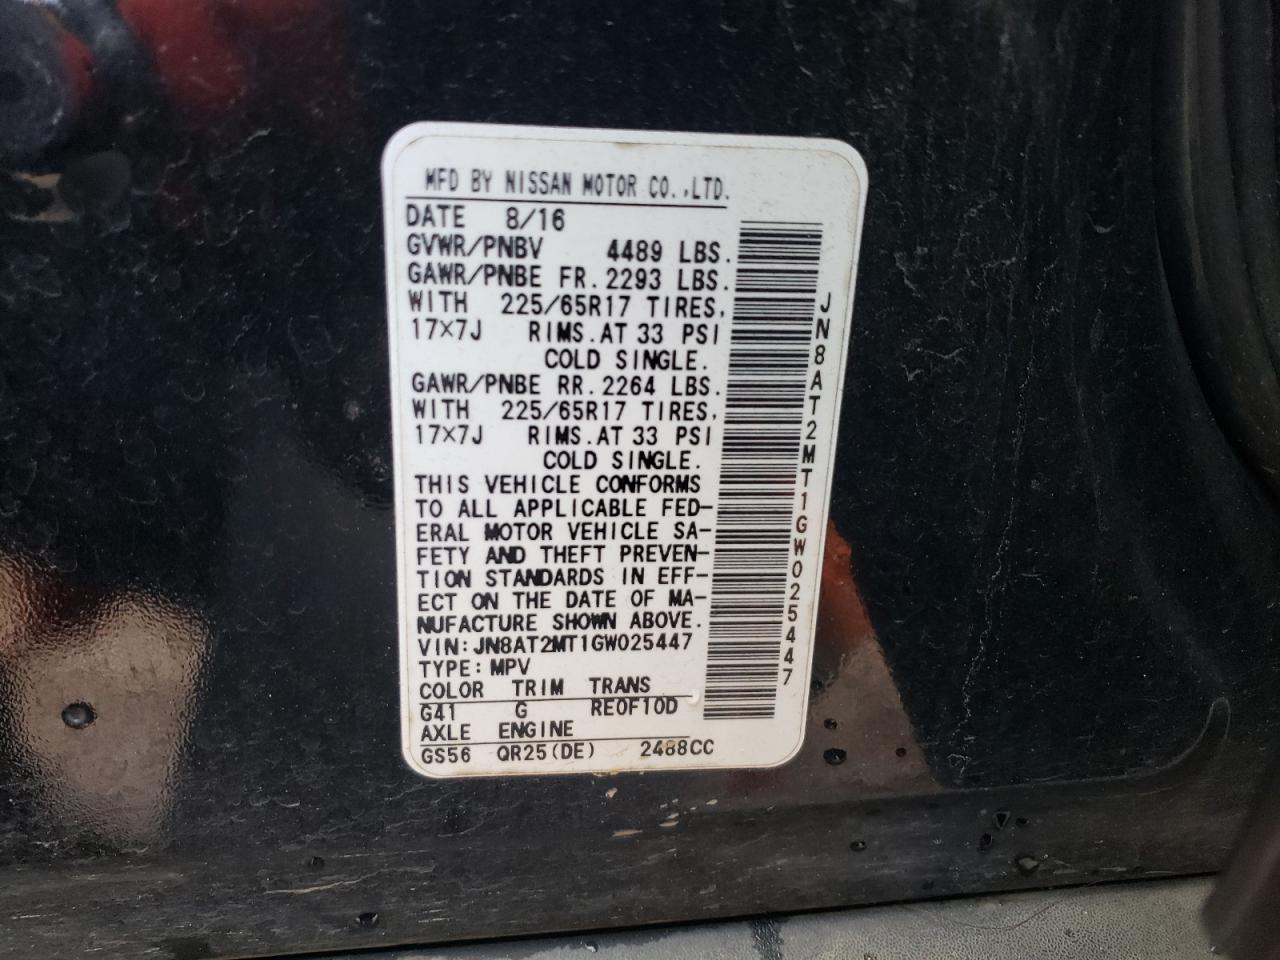 MFD BY NISSAN MOTOR CO.,LTD.
DATE 8/16
GVWR/PNBV 4489 LBS.
GAWR/PNBE FR. 2293 LBS.
WITH 225/65R17 TIRES,
17×7J RIMS. AT 33 PSI
COLD SINGLE.
GAWR/PNBE RR. 2264 LBS.
WITH 225/65R17 TIRES,
17×7J RIMS. AT 33 PSI
COLD SINGLE.
THIS VEHICLE CONFORMS
TO ALL APPLICABLE FED-
ERAL MOTOR VEHICLE SA-
FETY AND THEFT PREVEN-
TION STANDARDS IN EFF-
ECT ON THE DATE OF MA-
NUFACTURE SHOWN ABOVE.
VIN: JN8AT2MT1GW025447
TYPE: MPV
COLOR TRIM TRANS
G41 G RE0F10D
AXLE ENGINE
GS56 QR25(DE) 2488CC
JN8AT2MT1GW025447